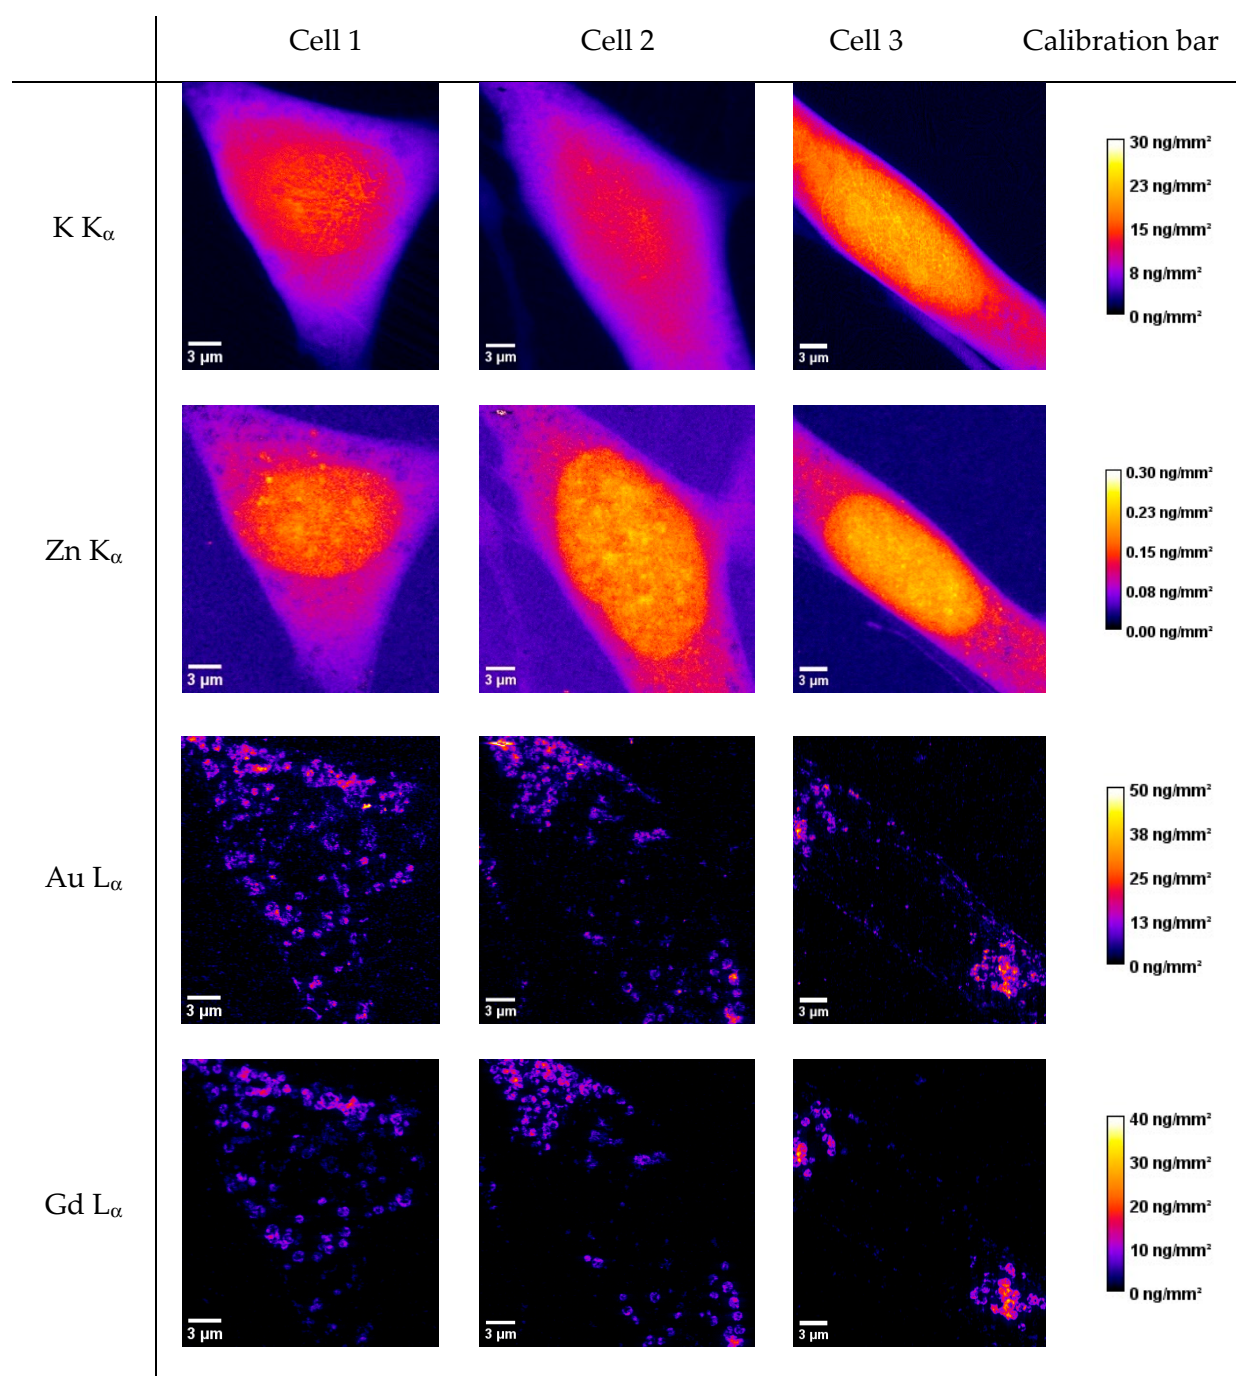 Cell 1 Cell 2 Cell 3 Calibration bar
K Kα
3 µm 3 µm 3 µm
30 ng/mm²
23 ng/mm²
15 ng/mm²
8 ng/mm²
0 ng/mm²
Zn Kα
3 µm 3 µm 3 µm
0.30 ng/mm²
0.23 ng/mm²
0.15 ng/mm²
0.08 ng/mm²
0.00 ng/mm²
Au Lα
3 µm 3 µm 3 µm
50 ng/mm²
38 ng/mm²
25 ng/mm²
13 ng/mm²
0 ng/mm²
Gd Lα
3 µm 3 µm 3 µm
40 ng/mm²
30 ng/mm²
20 ng/mm²
10 ng/mm²
0 ng/mm²